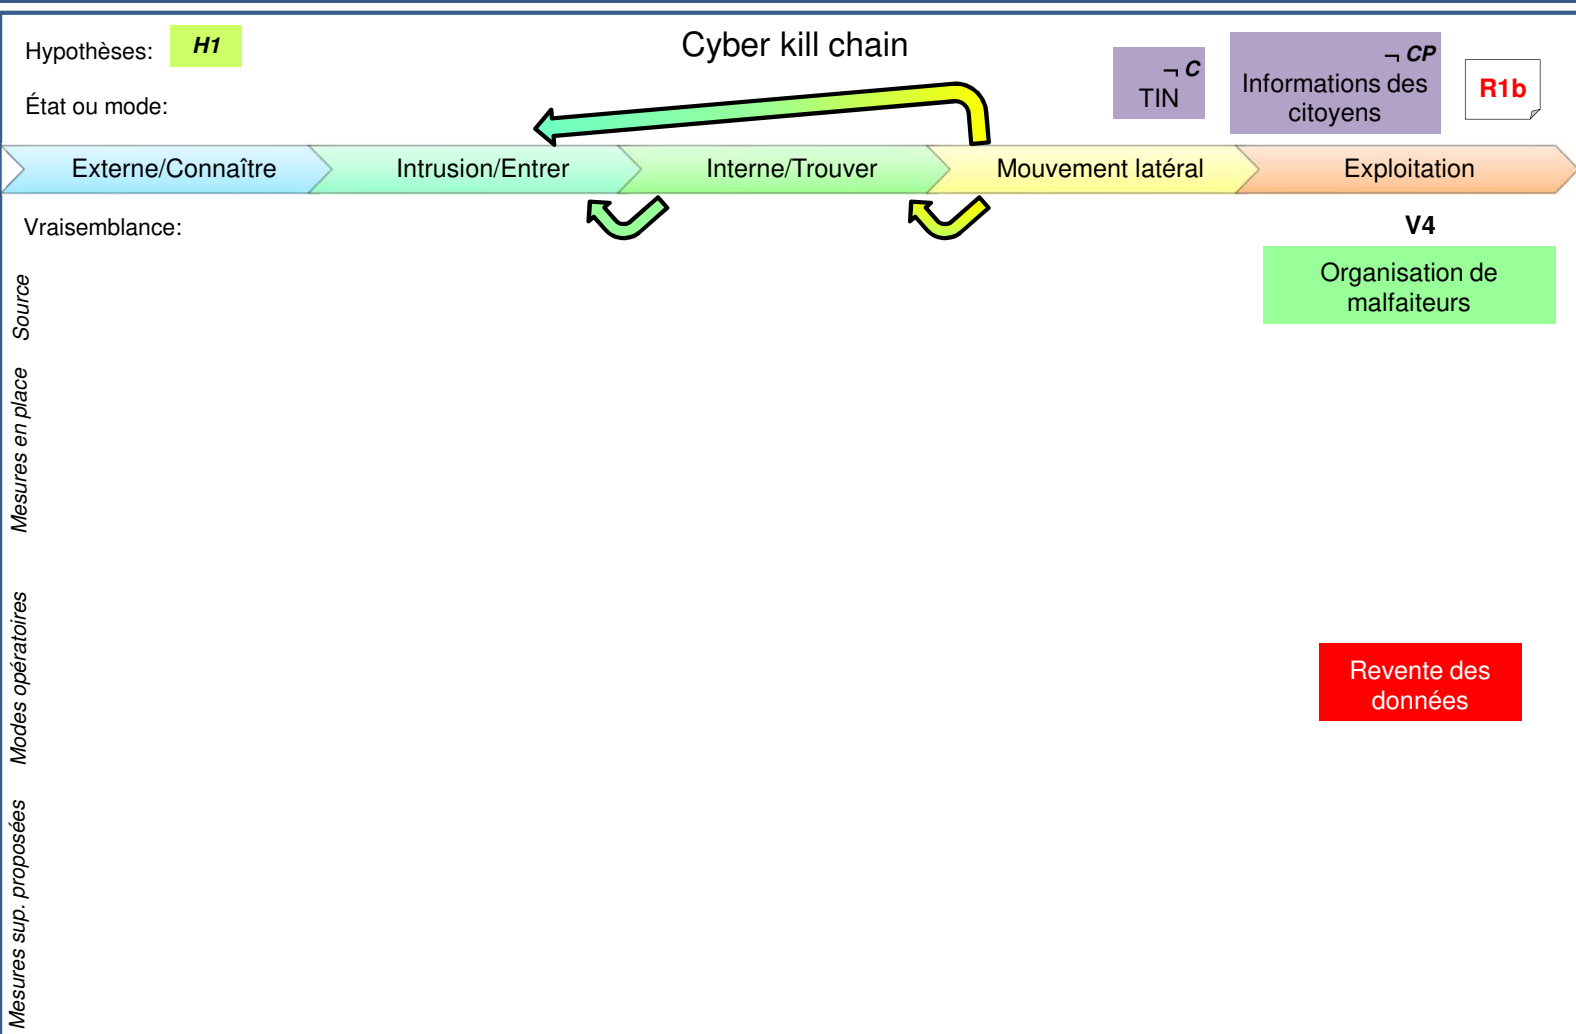 Hypothèses:
H1
Cyber kill chain
¬ C
TIN
¬ CP
Informations des
citoyens
R1b
État ou mode:
Externe/Connaître
Intrusion/Entrer
Interne/Trouver
Mouvement latéral
Exploitation
Vraisemblance:
V4
Source
Organisation de
malfaiteurs
Mesures en place
Modes opératoires
Revente des
données
Mesures sup. proposées